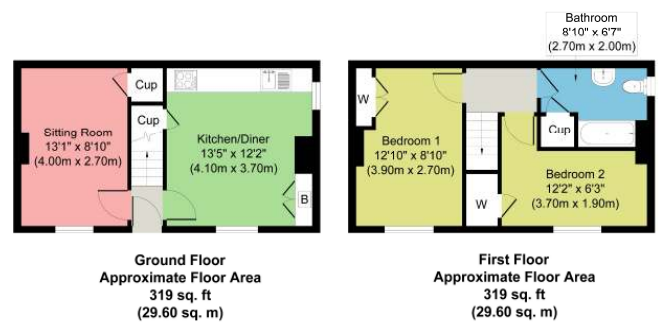 Bathroom
8'10" x 6'7"
(2.70m x 2.00m)
Cup
Cup
Sitting Room
13'1" x 8'10"
(4.00m x 2.70m)
Kitchen/Diner
13'5" x 12'2"
(4.10m x 3.70m)
B
W
Bedroom 1
12'10" x 8'10"
(3.90m x 2.70m)
Cup
W
Bedroom 2
12'2" x 6'3"
(3.70m x 1.90m)
Ground Floor
Approximate Floor Area
319 sq. ft
(29.60 sq. m)
First Floor
Approximate Floor Area
319 sq. ft
(29.60 sq. m)